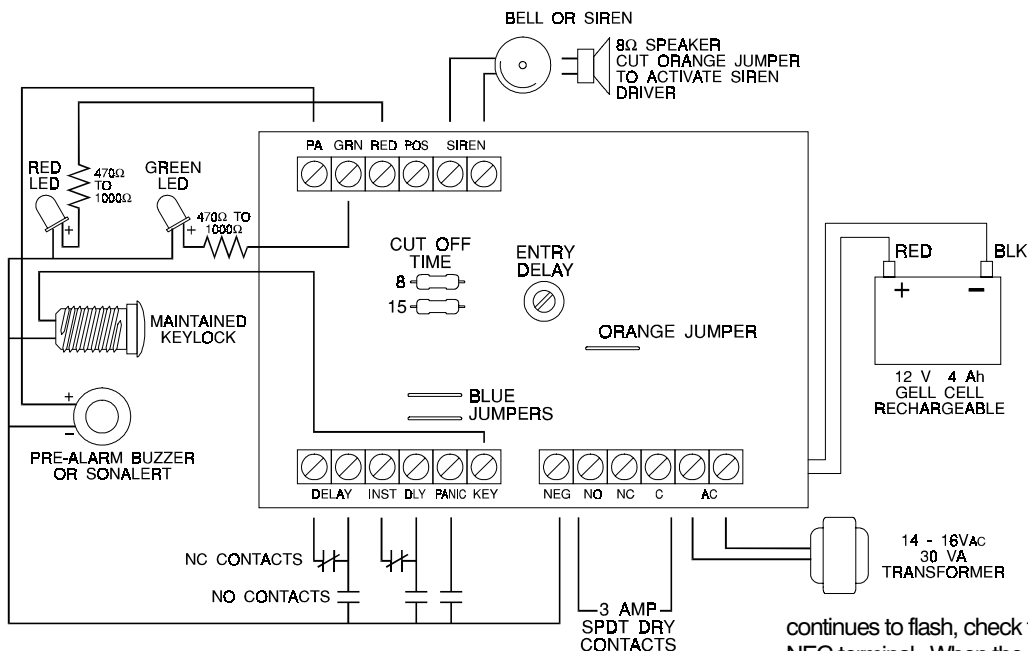 BELL OR SIREN
8Ω SPEAKER
CUT ORANGE JUMPER
TO ACTIVATE SIREN
DRIVER
PA GRN RED POS SIREN
RED
LED
470Ω
TO
1000Ω
GREEN
LED
470Ω TO
1000Ω
CUT OFF
TIME
8
15
ENTRY
DELAY
RED
BLK
+
−
+
+
ORANGE JUMPER
MAINTAINED
KEYLOCK
12 V 4 Ah
GELL CELL
RECHARGEABLE
BLUE
JUMPERS
+
−
PRE-ALARM BUZZER
OR SONALERT
DELAY INST DLY PANIC KEY
NEG NO NC C AC
NC CONTACTS
NO CONTACTS
14 - 16VAC
30 VA
TRANSFORMER
3 AMP
SPDT DRY
CONTACTS
continues to flash, check